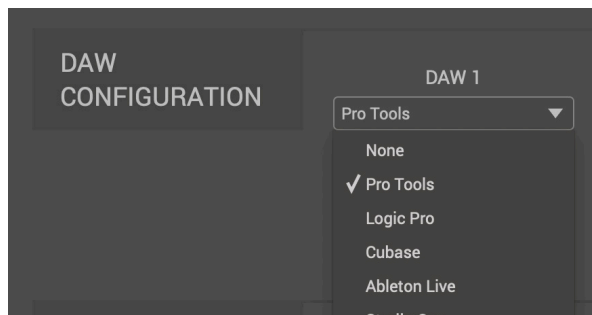 DAW
CONFIGURATION
DAW 1
Pro Tools
None
Pro Tools
Logic Pro
Cubase
Ableton Live